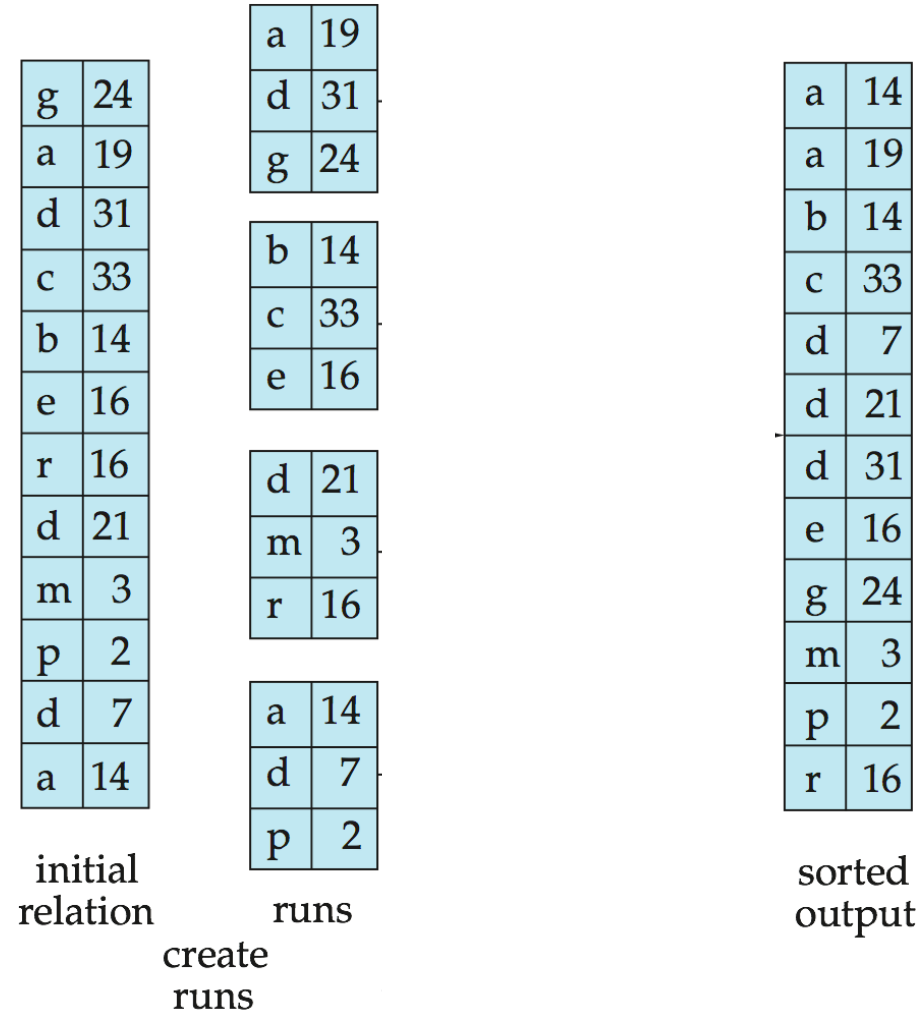 g 24
a 19
d 31
c 33
b 14
e 16
r 16
d 21
m 3
p 2
d 7
a 14
initial
relation
create
runs
a 19
d 31
g 24
b 14
c 33
e 16
d 21
m 3
r 16
a 14
d 7
p 2
runs
a 14
a 19
b 14
c 33
d 7
d 21
d 31
e 16
g 24
m 3
p 2
r 16
sorted
output